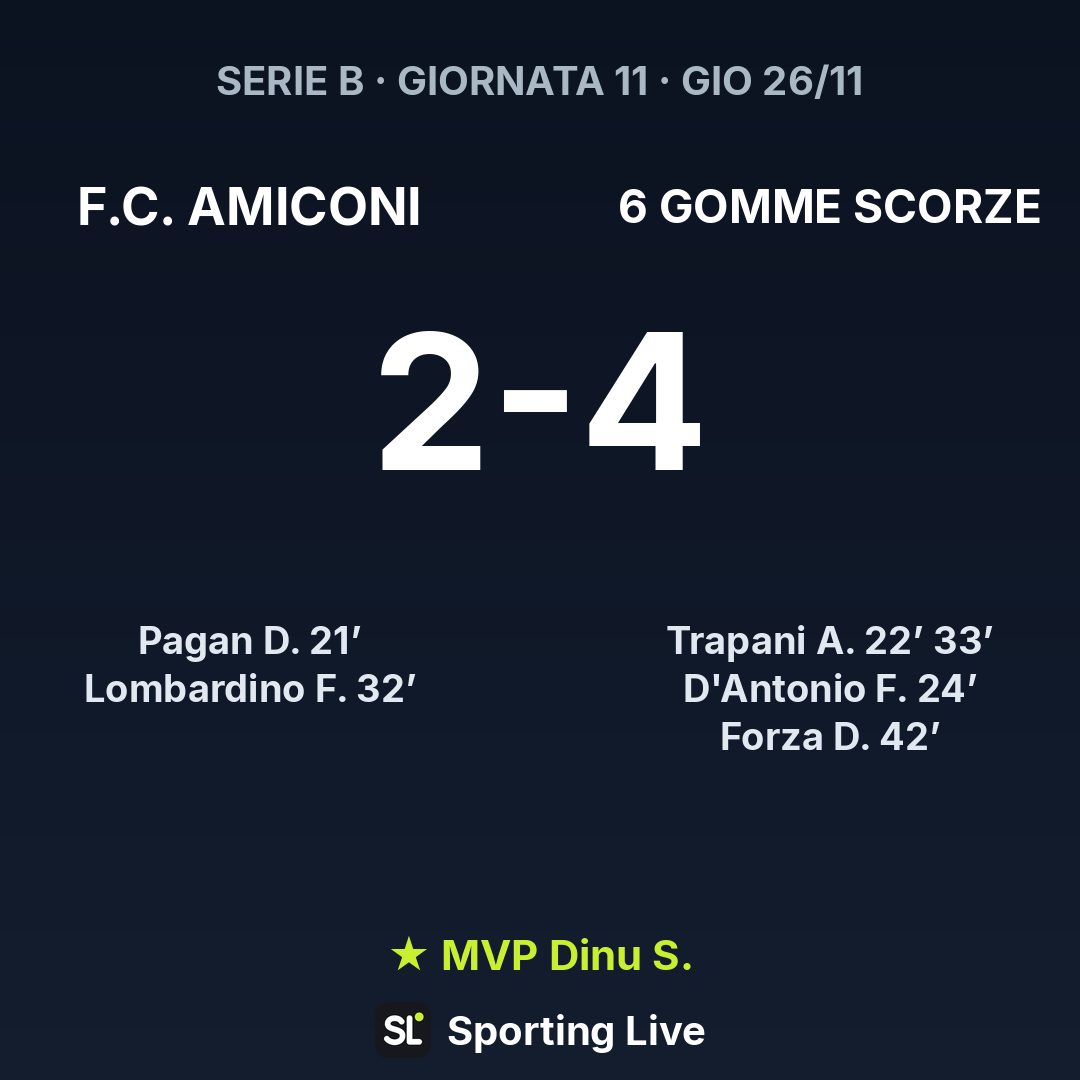 SERIE B · GIORNATA 11 · GIO 26/11
F.C. AMICONI
6 GOMME SCORZE
2-4
Pagan D. 21′
Lombardino F. 32′
Trapani A. 22′ 33′
D'Antonio F. 24′
Forza D. 42′
★ MVP Dinu S.
SL Sporting Live